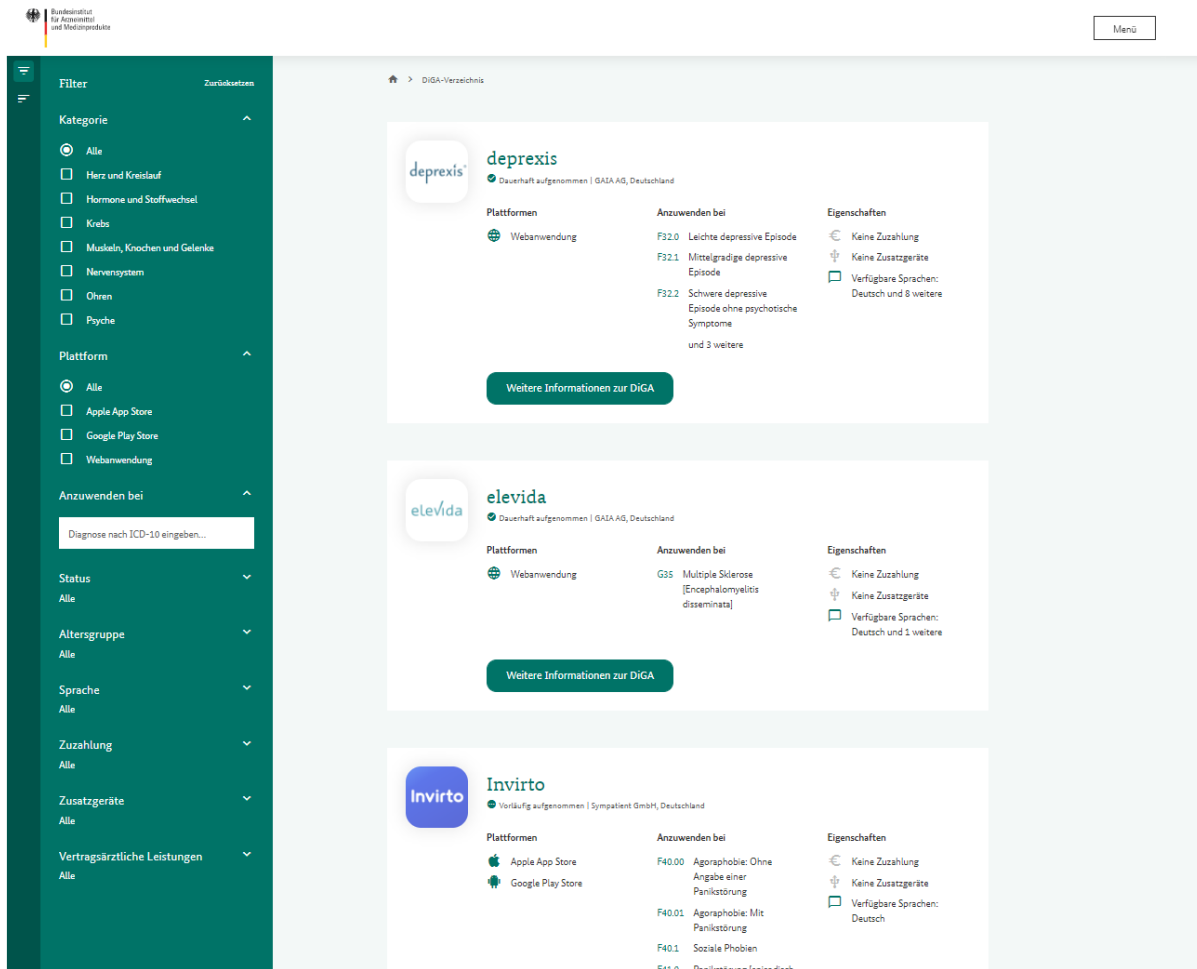 Bundesinstitut
für Arzneimittel
und Medizinprodukte
Menü
Filter
Zurücksetzen
Kategorie
Alle
Herz und Kreislauf
Hormone und Stoffwechsel
Krebs
Muskeln, Knochen und Gelenke
Nervensystem
Ohren
Psyche
Plattform
Alle
Apple App Store
Google Play Store
Webanwendung
Anzuwenden bei
Diagnose nach ICD-10 eingeben...
Status
Alle
Altersgruppe
Alle
Sprache
Alle
Zuzahlung
Alle
Zusatzgeräte
Alle
Vertragsärztliche Leistungen
Alle
> DiGA-Verzeichnis
deprexis
deprexis
Dauerhaft aufgenommen | GAIA AG, Deutschland
Plattformen
Webanwendung
Anzuwenden bei
F32.0 Leichte depressive Episode
F32.1 Mittelgradige depressive
Episode
F32.2 Schwere depressive
Episode ohne psychotische
Symptome
und 3 weitere
Eigenschaften
Keine Zuzahlung
Keine Zusatzgeräte
Verfügbare Sprachen:
Deutsch und 8 weitere
Weitere Informationen zur DiGA
elevida
elevida
Dauerhaft aufgenommen | GAIA AG, Deutschland
Plattformen
Webanwendung
Anzuwenden bei
G35 Multiple Sklerose
[Encephalomyelitis
disseminata]
Eigenschaften
Keine Zuzahlung
Keine Zusatzgeräte
Verfügbare Sprachen:
Deutsch und 1 weitere
Weitere Informationen zur DiGA
Invirto
Invirto
Vorläufig aufgenommen | Sympatient GmbH, Deutschland
Plattformen
Apple App Store
Google Play Store
Anzuwenden bei
F40.00 Agoraphobie: Ohne
Angabe einer
Panikstörung
F40.01 Agoraphobie: Mit
Panikstörung
F40.1 Soziale Phobien
Eigenschaften
Keine Zuzahlung
Keine Zusatzgeräte
Verfügbare Sprachen:
Deutsch